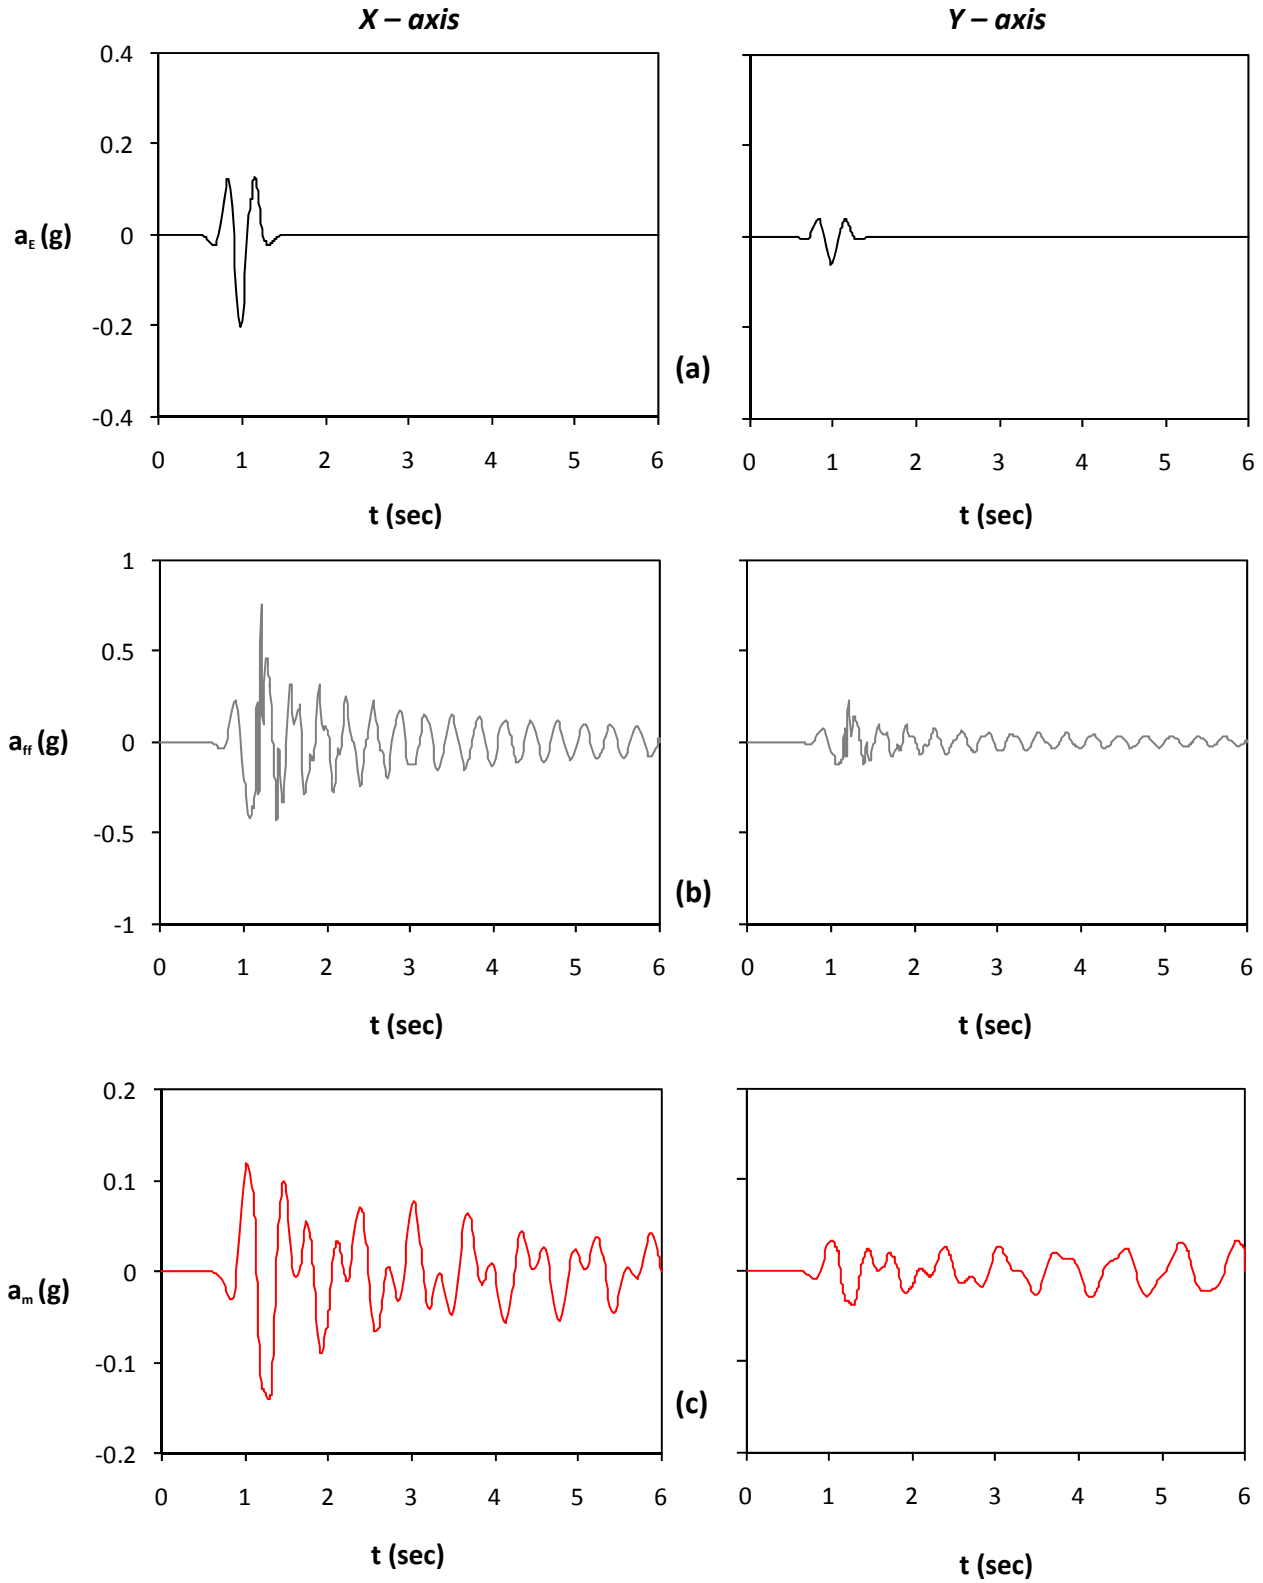 X – axis Y – axis
0.4
0.2
a_E (g) 0
-0.2
(a)
-0.4
0 1 2 3 4 5 6 0 1 2 3 4 5 6
t (sec) t (sec)
1
0.5
a_ff (g) 0
-0.5
(b)
-1
0 1 2 3 4 5 6 0 1 2 3 4 5 6
t (sec) t (sec)
0.2
0.1
a_m (g) 0
-0.1
(c)
-0.2
0 1 2 3 4 5 6 0 1 2 3 4 5 6
t (sec) t (sec)